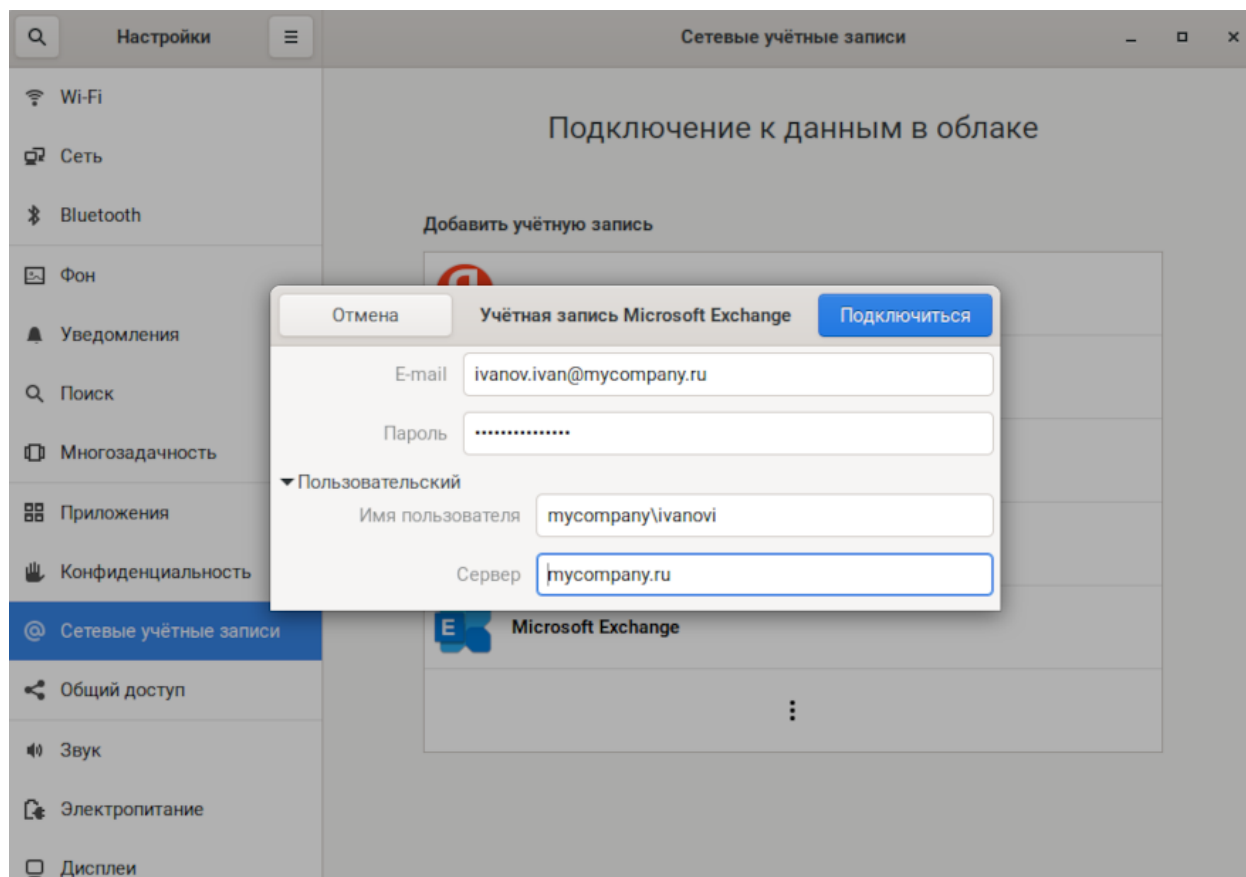 Настройки
Сетевые учётные записи
Wi-Fi
Сеть
Bluetooth
Фон
Уведомления
Поиск
Многозадачность
Приложения
Конфиденциальность
Сетевые учётные записи
Общий доступ
Звук
Электропитание
Дисплеи
Подключение к данным в облаке
Добавить учётную запись
Отмена
Учётная запись Microsoft Exchange
Подключиться
E-mail ivanov.ivan@mycompany.ru
Пароль •••••••••••••••
Пользовательский
Имя пользователя mycompany\ivanovi
Сервер mycompany.ru
E Microsoft Exchange